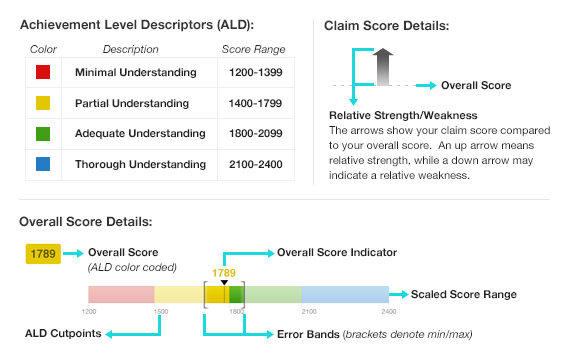 Achievement Level Descriptors (ALD):
Color Description Score Range
Minimal Understanding 1200-1399
Partial Understanding 1400-1799
Adequate Understanding 1800-2099
Thorough Understanding 2100-2400
Claim Score Details:
Overall Score
Relative Strength/Weakness
The arrows show your claim score compared
to your overall score. An up arrow means
relative strength, while a down arrow may
indicate a relative weakness.
Overall Score Details:
1789
Overall Score
(ALD color coded)
Overall Score Indicator
1789
Scaled Score Range
1200 1500 1800 2100 2400
ALD Cutpoints
Error Bands (brackets denote min/max)